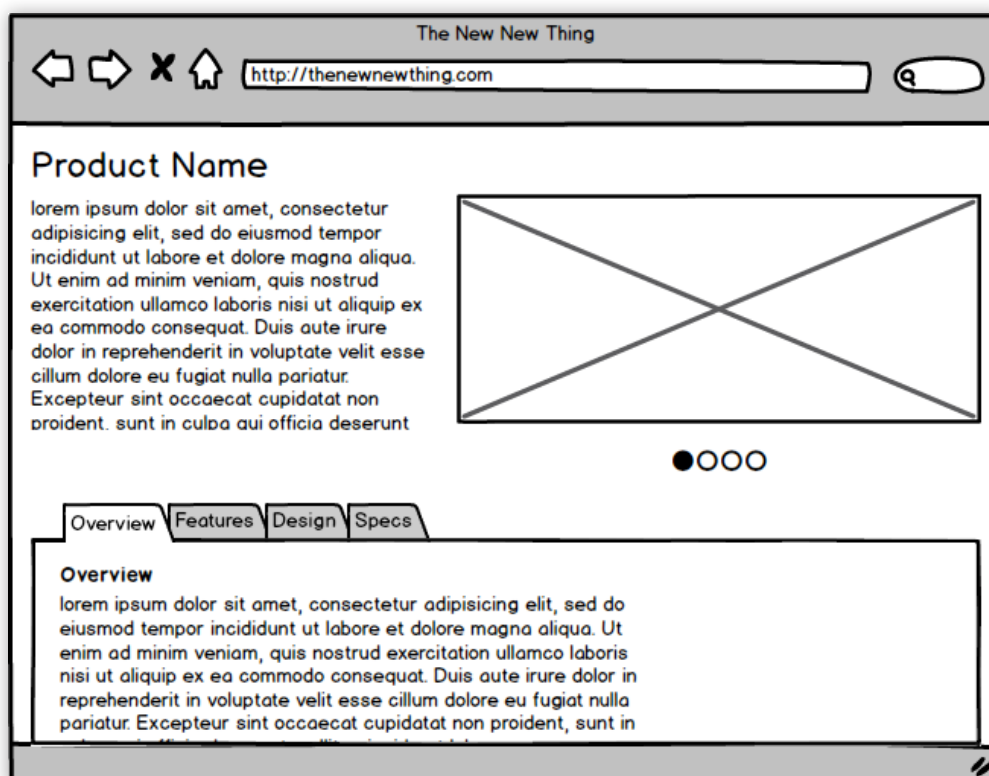 The New New Thing
http://thenewnewthing.com
Product Name
lorem ipsum dolor sit amet, consectetur
adipisicing elit, sed do eiusmod tempor
incididunt ut labore et dolore magna aliqua.
Ut enim ad minim veniam, quis nostrud
exercitation ullamco laboris nisi ut aliquip ex
ea commodo consequat. Duis aute irure
dolor in reprehenderit in voluptate velit esse
cillum dolore eu fugiat nulla pariatur.
Excepteur sint occaecat cupidatat non
proident, sunt in culpa qui officia deserunt
Overview Features Design Specs
Overview
lorem ipsum dolor sit amet, consectetur adipisicing elit, sed do
eiusmod tempor incididunt ut labore et dolore magna aliqua. Ut
enim ad minim veniam, quis nostrud exercitation ullamco laboris
nisi ut aliquip ex ea commodo consequat. Duis aute irure dolor in
reprehenderit in voluptate velit esse cillum dolore eu fugiat nulla
pariatur. Excepteur sint occaecat cupidatat non proident, sunt in